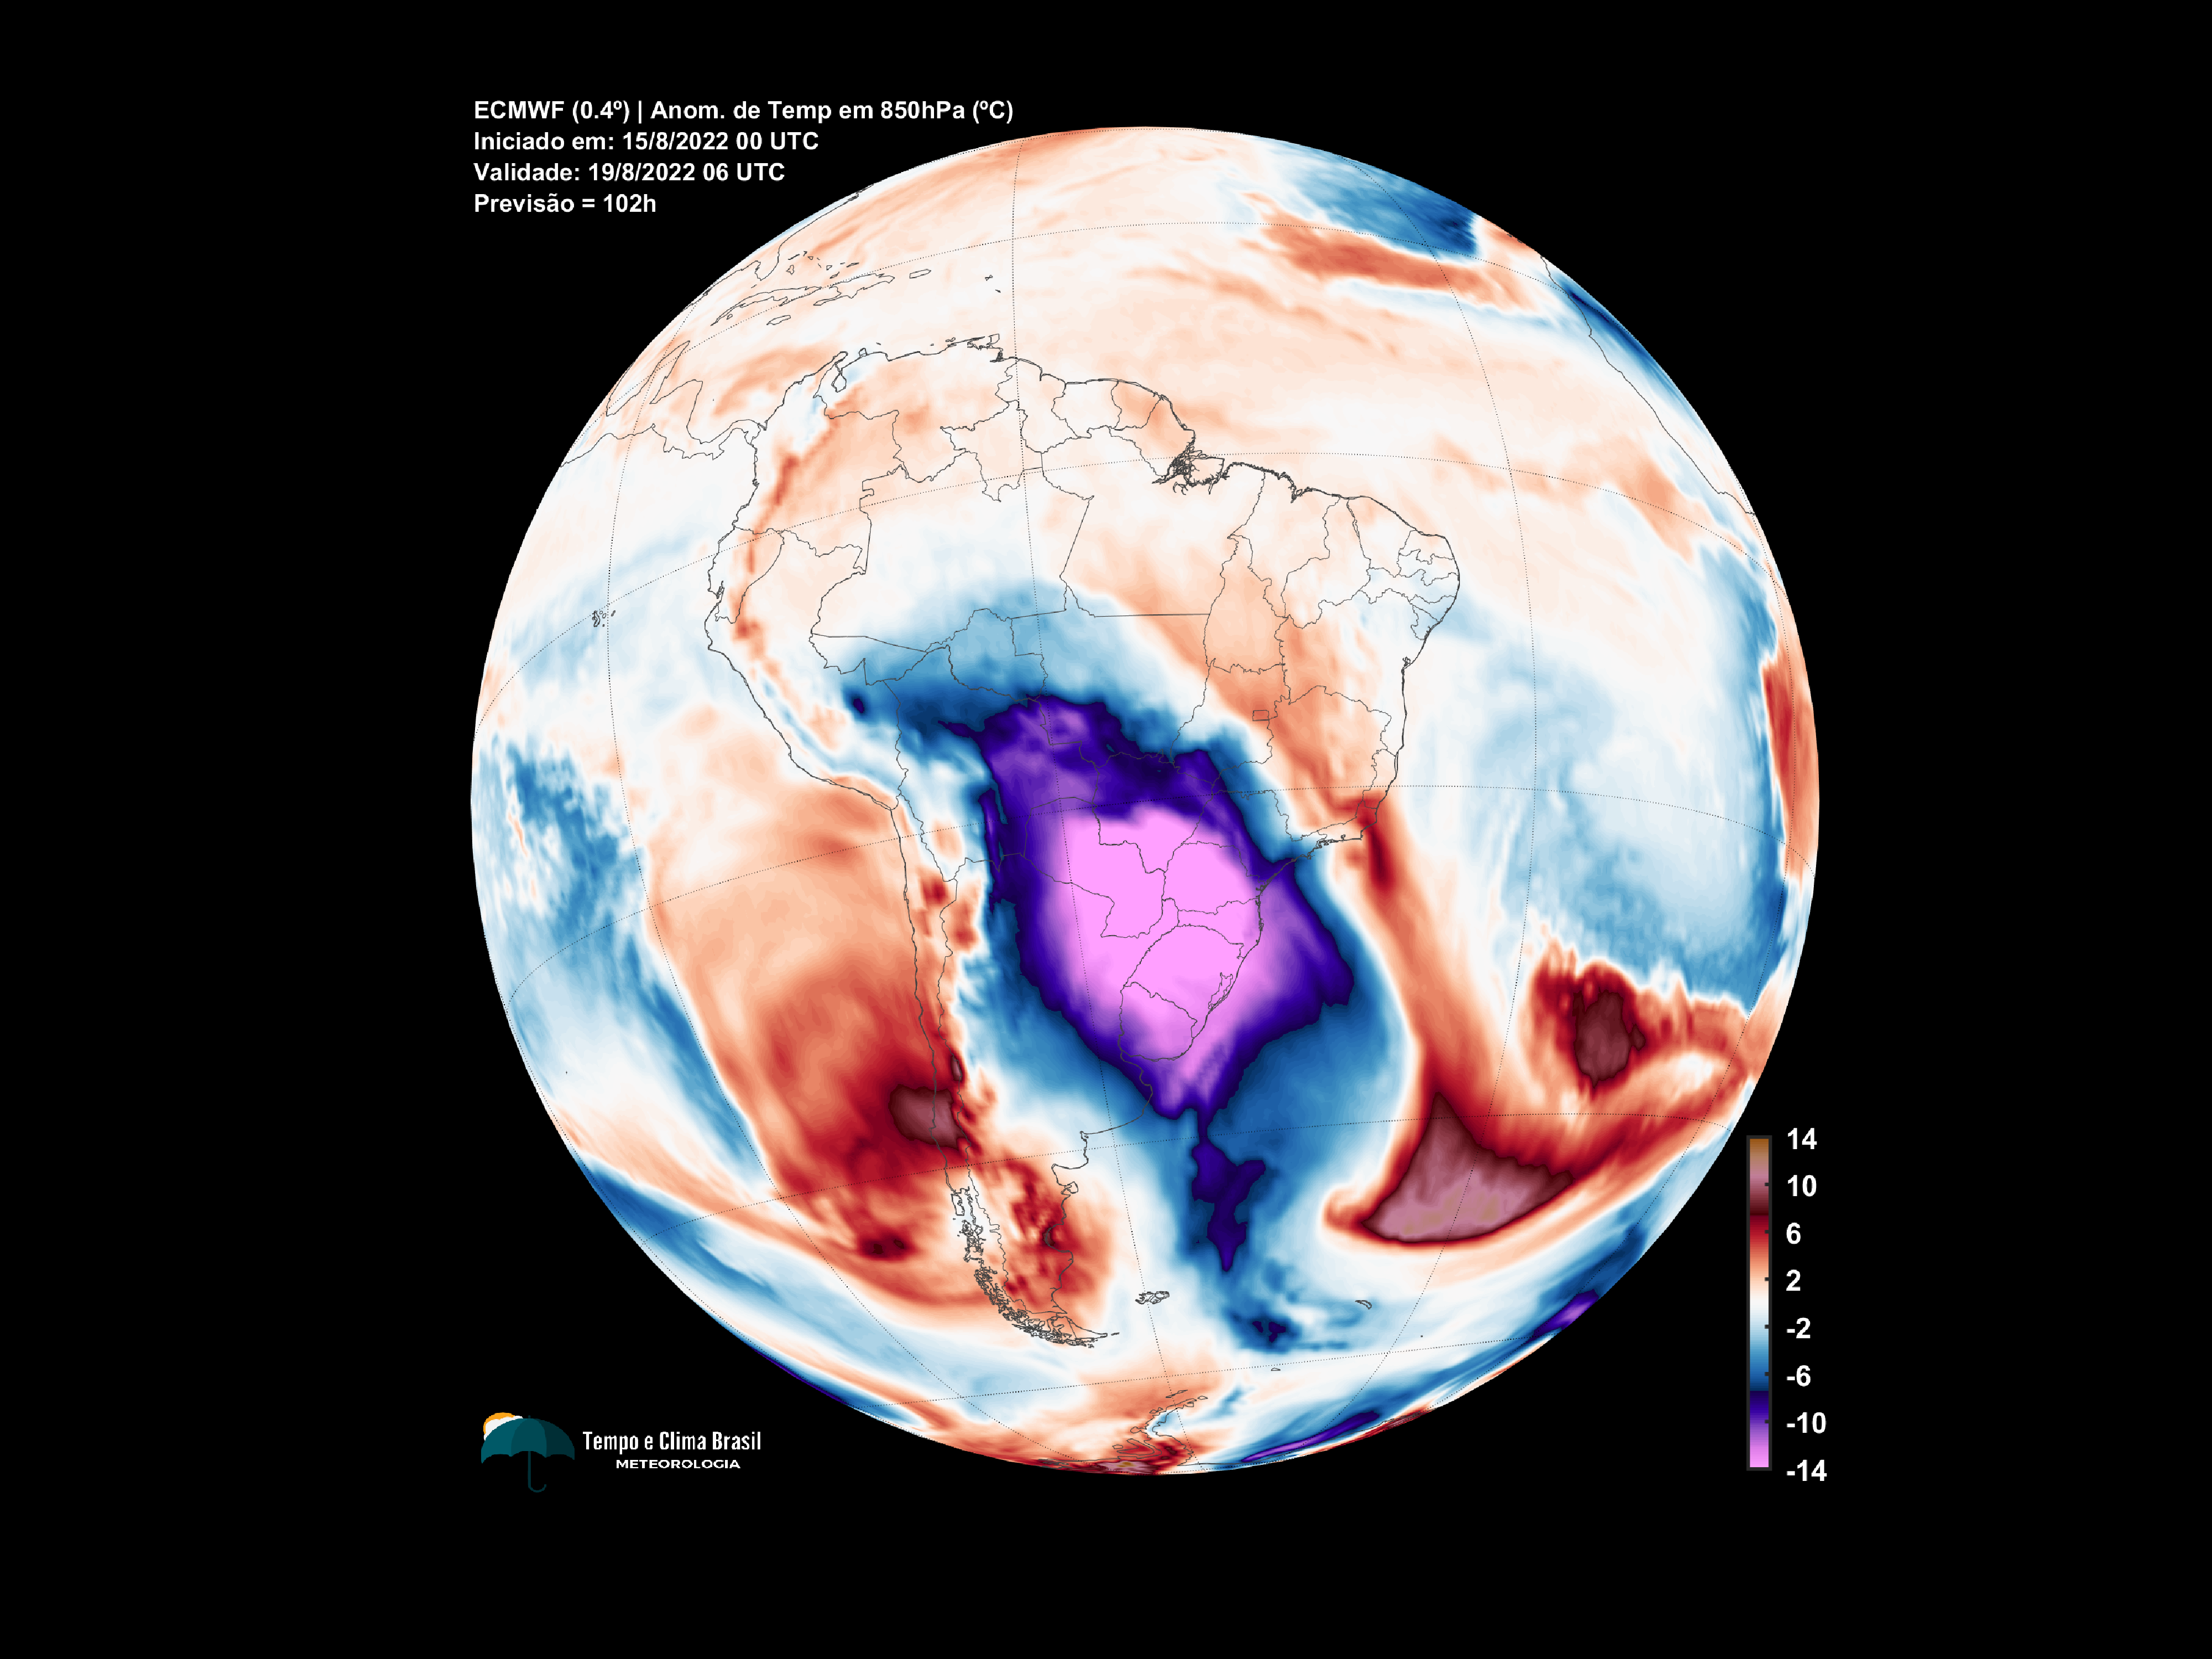 ECMWF (0.4º) | Anom. de Temp em 850hPa (ºC)
Iniciado em: 15/8/2022 00 UTC
Validade: 19/8/2022 06 UTC
Previsão = 102h
14
10
6
2
-2
-6
-10
-14
Tempo e Clima Brasil
METEOROLOGIA